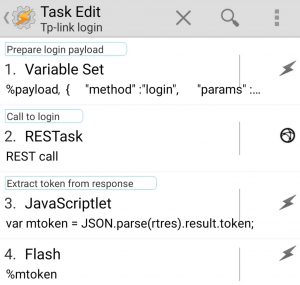 Task Edit
Tp-link login
Prepare login payload
1. Variable Set
%payload, { "method" :"login", "params" :...
Call to login
2. RESTask
REST call
Extract token from response
3. JavaScriptlet
var mtoken = JSON.parse(rtres).result.token;
4. Flash
%mtoken